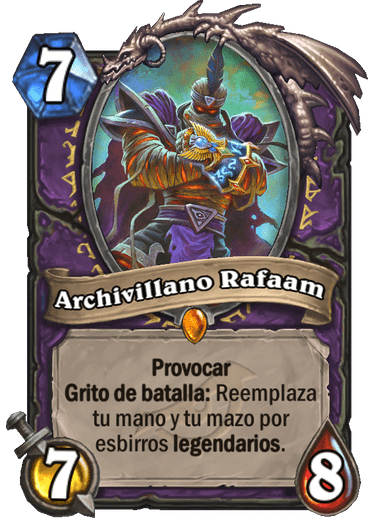 7
Archivillano Rafaam
Provocar
Grito de batalla: Reemplaza
tu mano y tu mazo por
esbirros legendarios.
7
8